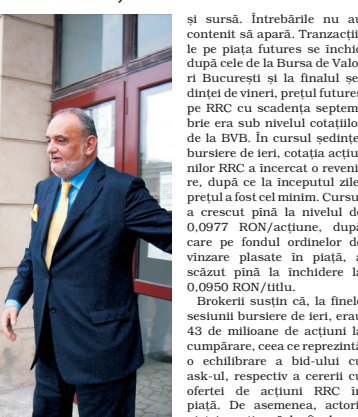 și sursă. Întrebările nu au
contenit să apară. Tranzacții-
le pe piața futures se închid
după cele de la Bursa de Valo-
ri București și la finalul șe-
dinței de vineri, prețul futures
pe RRC cu scadența septem-
brie era sub nivelul cotațiilor
de la BVB. În cursul ședinței
bursiere de ieri, cotația acțiu-
nilor RRC a încercat o reveni-
re, după ce la începutul zilei
prețul a fost cel minim. Cursul
a crescut pînă la nivelul de
0,0977 RON/acțiune, după
care pe fondul ordinelor de
vînzare plasate în piață, a
scăzut pînă la închidere la
0,0950 RON/titlu.
Brokerii susțin că, la finele
sesiunii bursiere de ieri, erau
43 de milioane de acțiuni la
cumpărare, ceea ce reprezintă
o echilibrare a bid-ului cu
ask-ul, respectiv a cererii cu
ofertei de acțiuni RRC în
piață. De asemenea, actorii